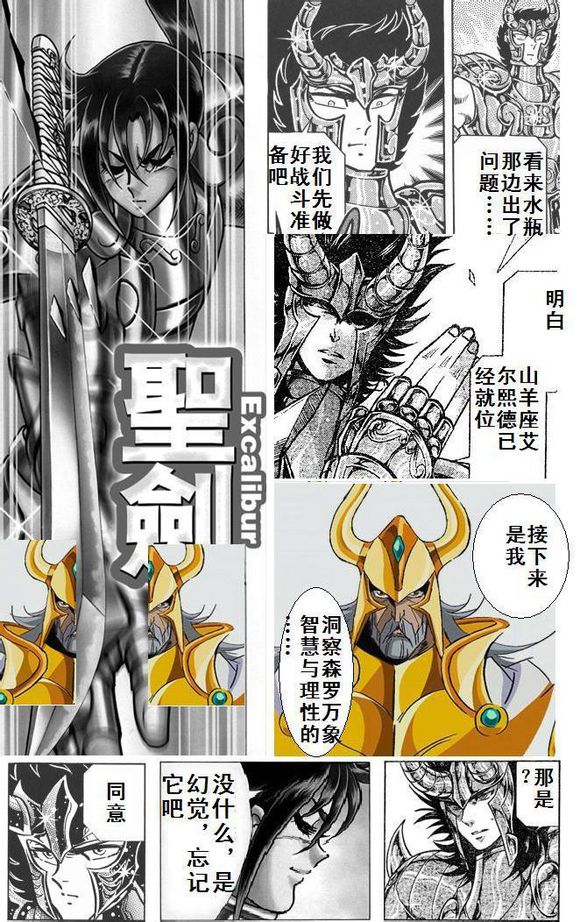 看来水瓶
那边出了
问题……
我们先做
好战斗准
备吧
明白
山羊座艾
尔熙德已
经就位
聖剣
Excalibur
接下来
是我
洞察森罗万象
智慧与理性的
……
那是
?
没什么,是
幻觉,忘记
它吧
同意